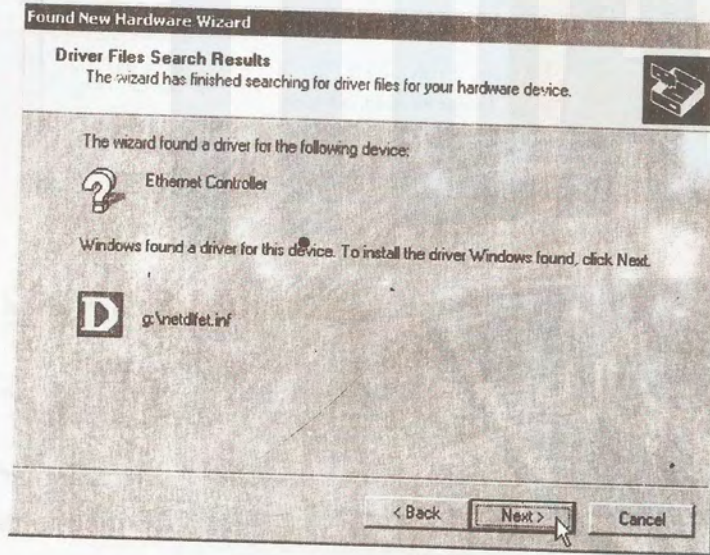 Found New Hardware Wizard
Driver Files Search Results
The wizard has finished searching for driver files for your hardware device.
The wizard found a driver for the following device:
Ethernet Controller
Windows found a driver for this device. To install the driver Windows found, click Next.
D
g:\netdlfet.inf
< Back
Next >
Cancel